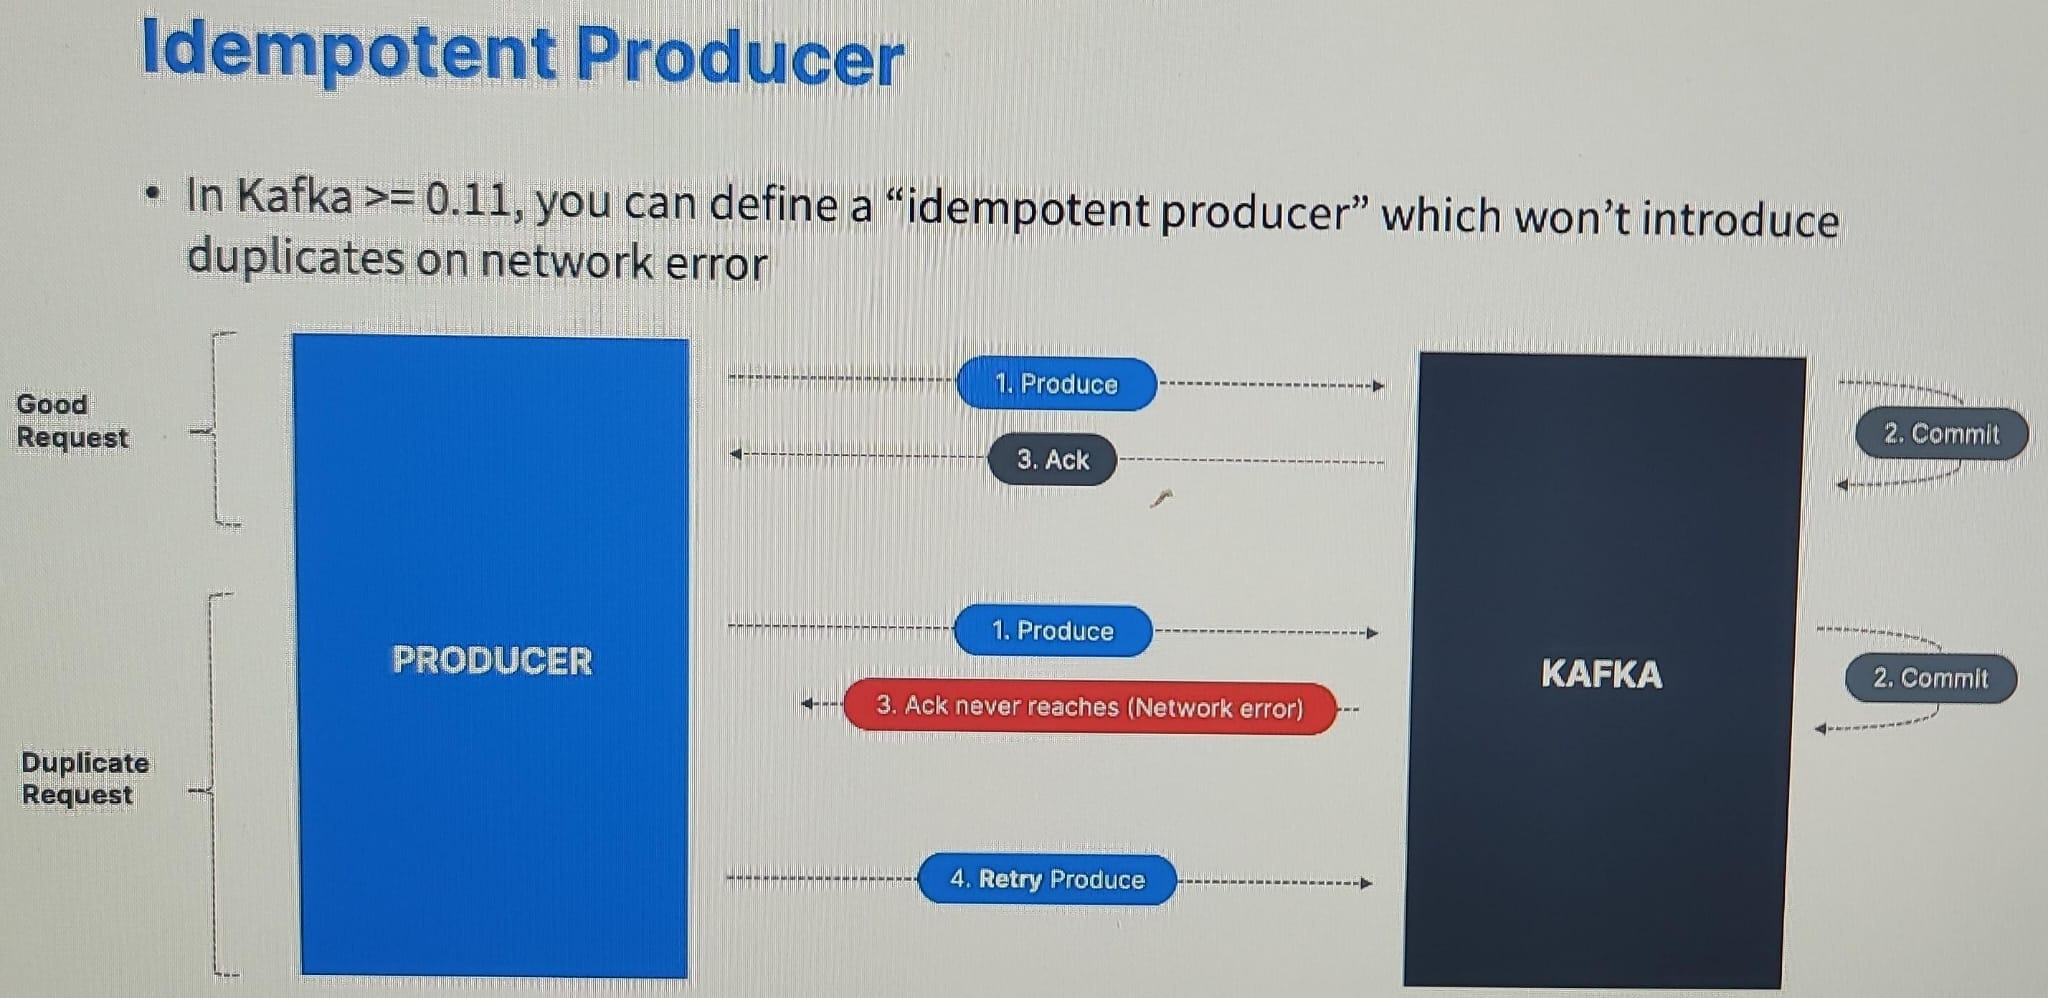 Idempotent Producer
• In Kafka >= 0.11, you can define a “idempotent producer” which won’t introduce
duplicates on network error
Good
Request
1. Produce
2. Commit
3. Ack
PRODUCER
KAFKA
Duplicate
Request
1. Produce
2. Commit
3. Ack never reaches (Network error)
4. Retry Produce